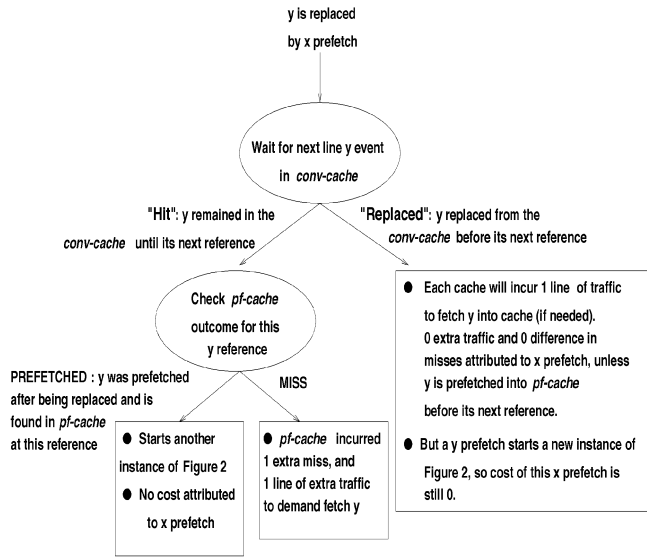 y is replaced
by x prefetch
Wait for next line y event
in conv-cache
"Hit": y remained in the
conv-cache until its next reference
"Replaced": y replaced from the
conv-cache before its next reference
Check pf-cache
outcome for this
y reference
● Each cache will incur 1 line of traffic
to fetch y into cache (if needed).
0 extra traffic and 0 difference in
misses attributed to x prefetch, unless
y is prefetched into pf-cache
before its next reference.
● But a y prefetch starts a new instance of
Figure 2, so cost of this x prefetch is
still 0.
PREFETCHED : y was prefetched
after being replaced and is
found in pf-cache
at this reference
MISS
● Starts another
instance of Figure 2
● No cost attributed
to x prefetch
● pf-cache incurred
1 extra miss, and
1 line of extra traffic
to demand fetch y